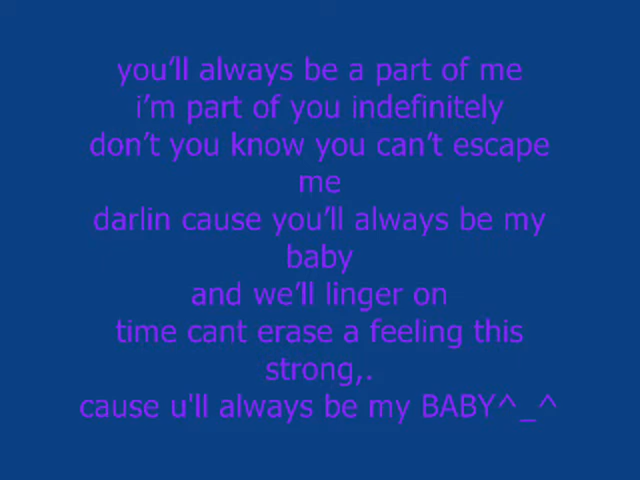 you’ll always be a part of me
i’m part of you indefinitely
don’t you know you can’t escape
me
darlin cause you’ll always be my
baby
and we’ll linger on
time cant erase a feeling this
strong,.
cause u'll always be my BABY^_^